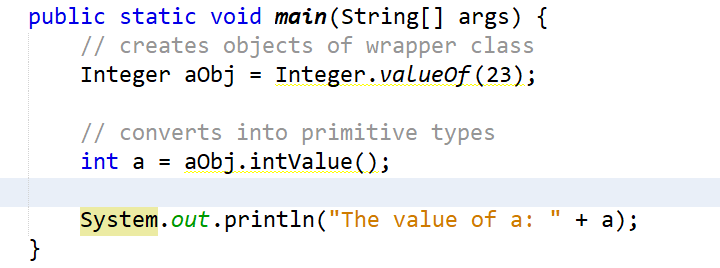 public static void main(String[] args) {
// creates objects of wrapper class
Integer aObj = Integer.valueOf(23);
// converts into primitive types
int a = aObj.intValue();
System.out.println("The value of a: " + a);
}